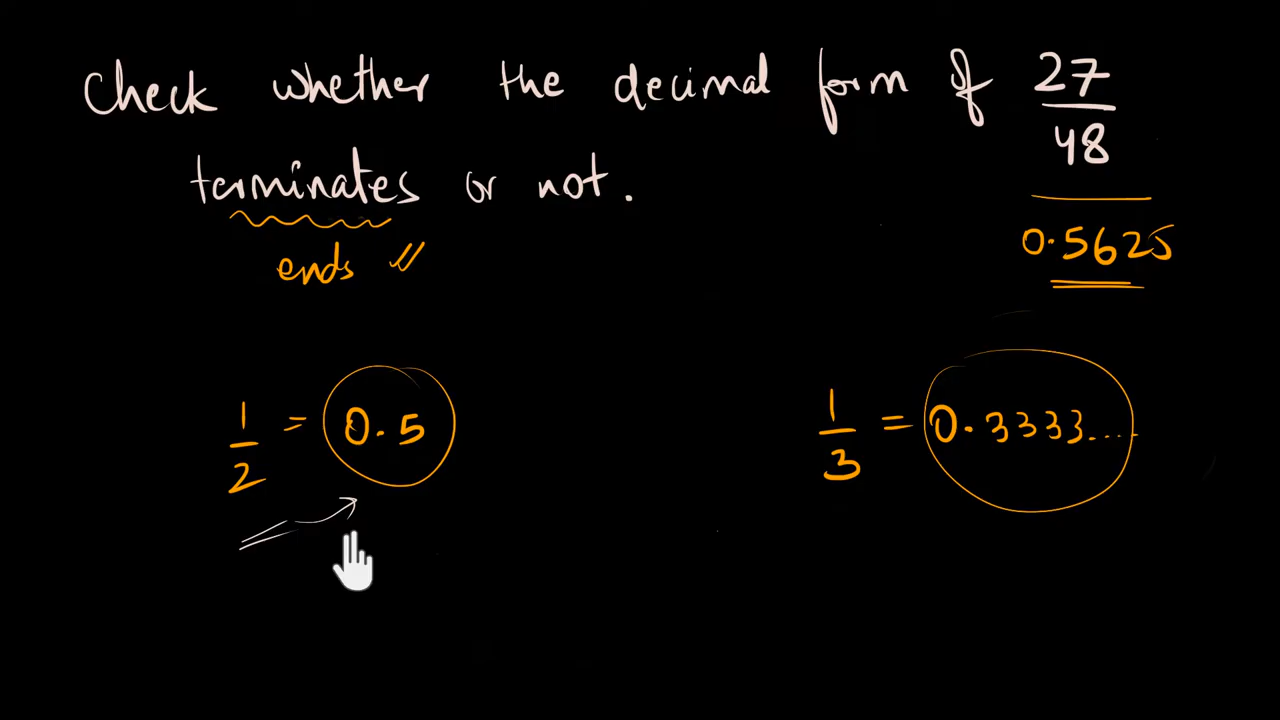 Check whether the decimal form of 27/48
terminates or not.
0.5625
ends
1/2 = 0.5
1/3 = 0.3333....